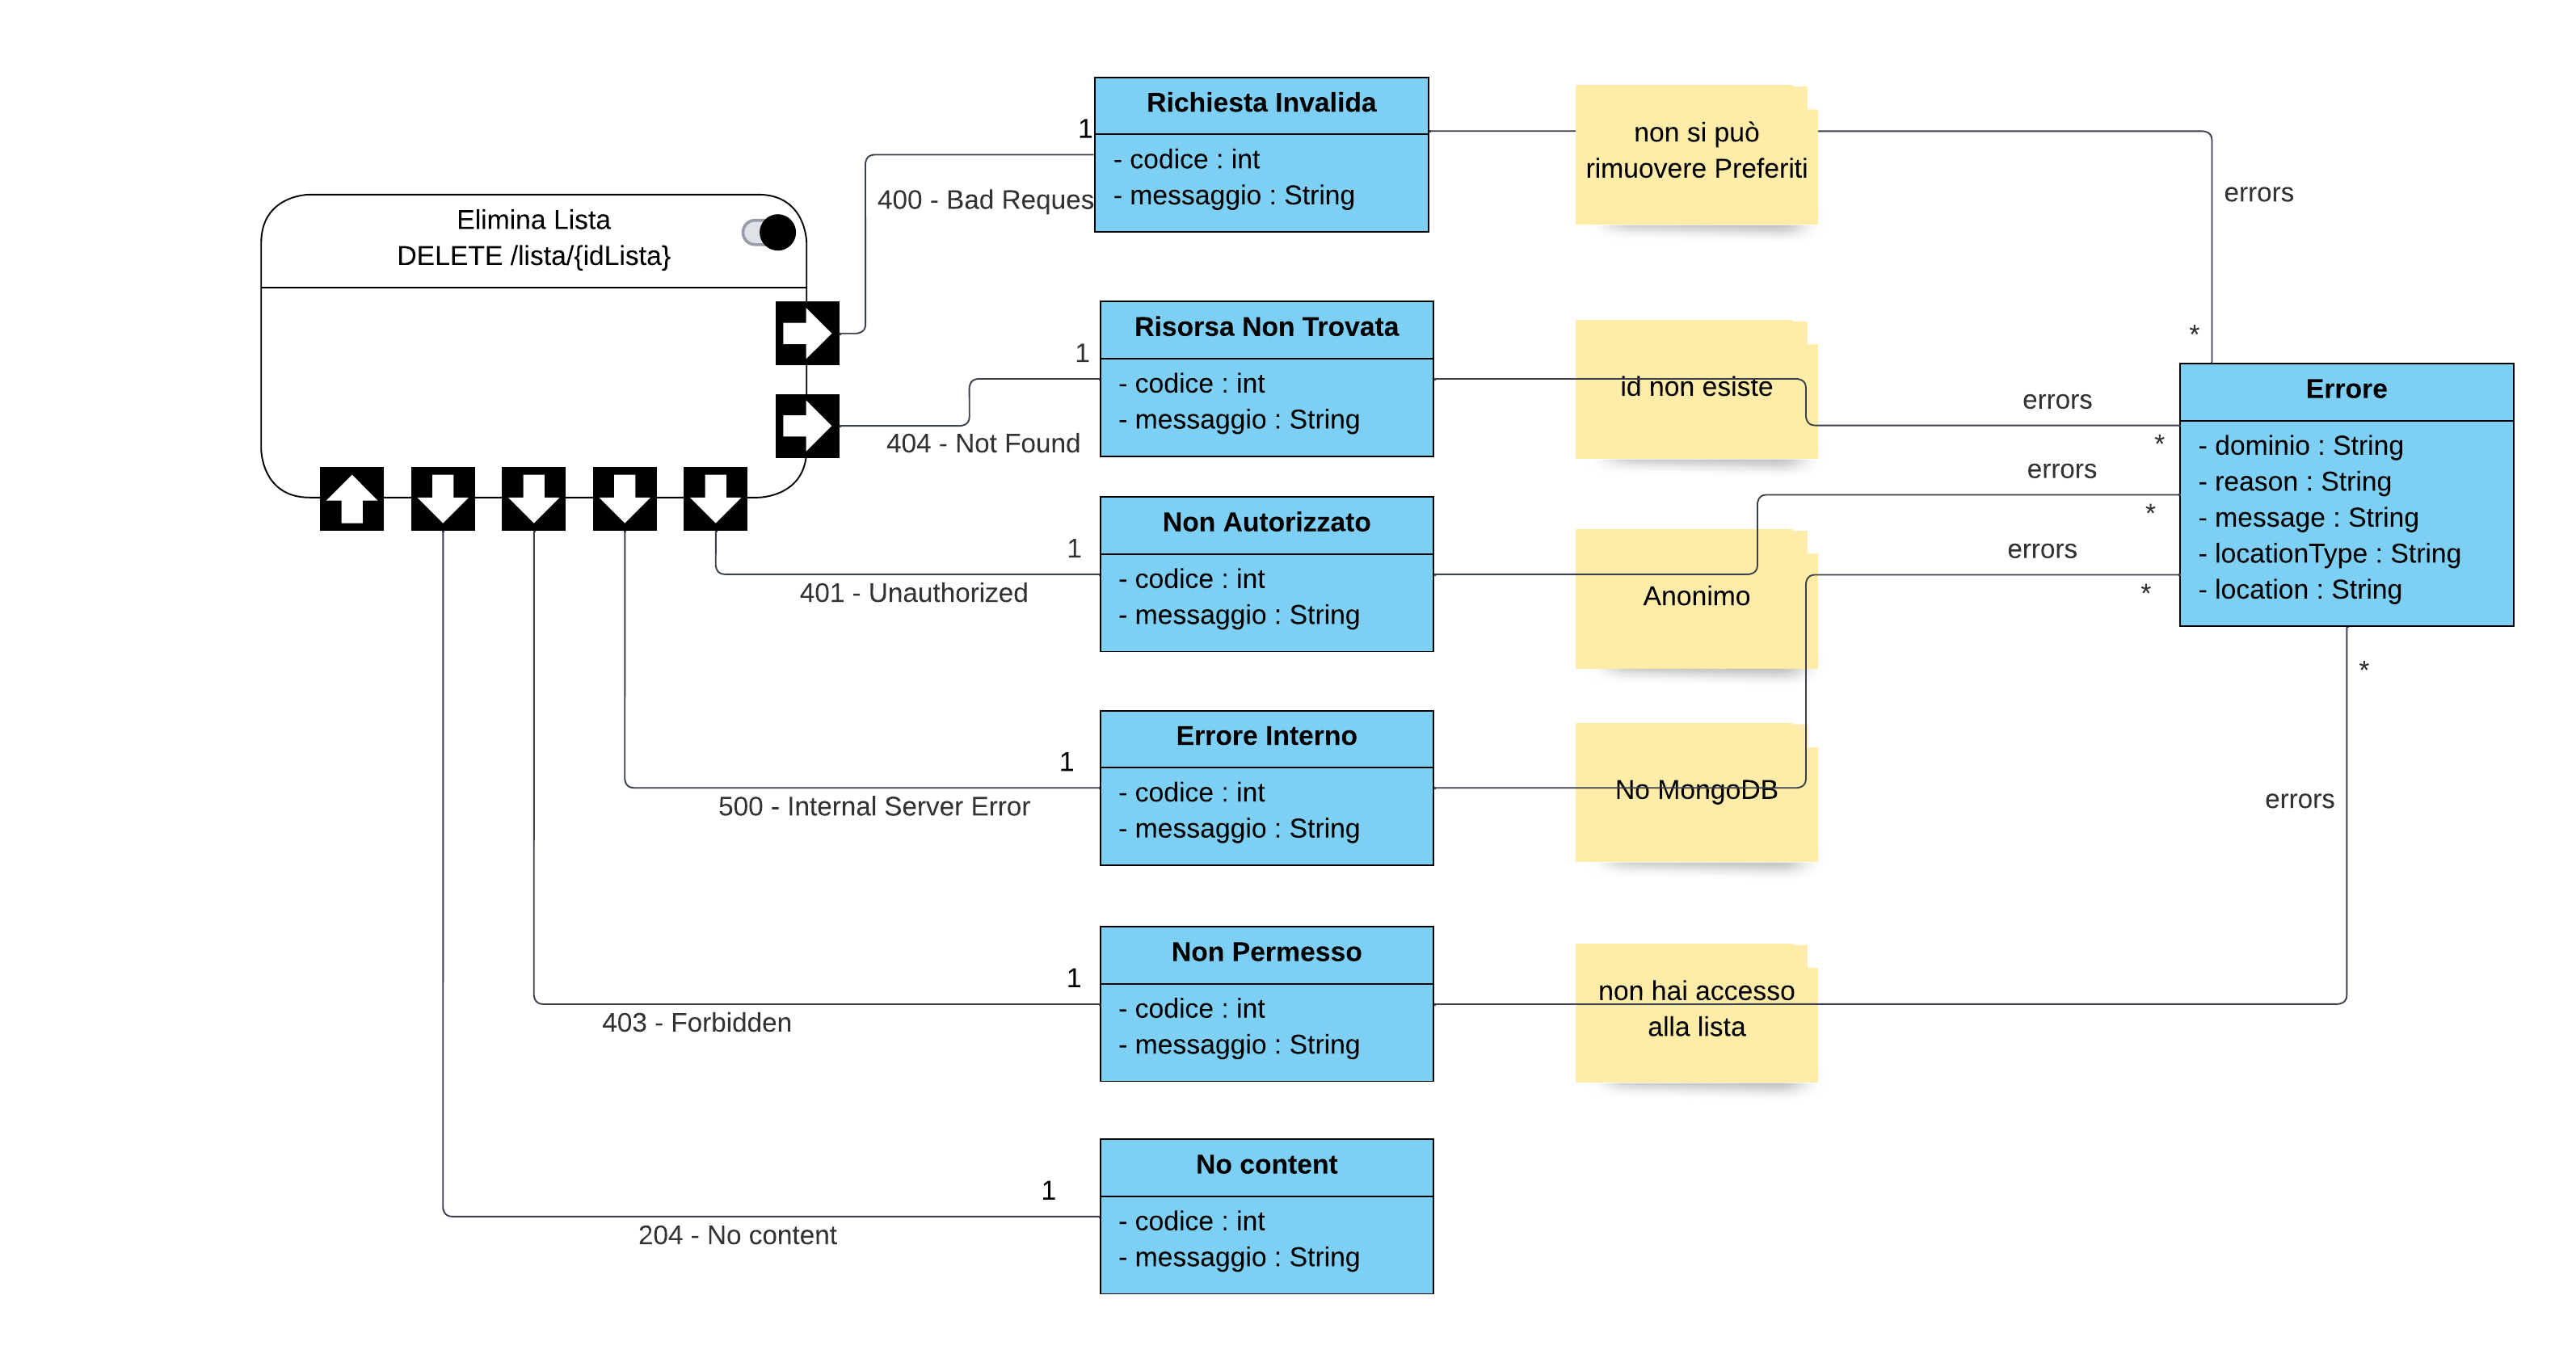 Elimina Lista
DELETE /lista/{idLista}
1
400 - Bad Reques
Richiesta Invalida
- codice : int
- messaggio : String
non si può
rimuovere Preferiti
errors
*
1
404 - Not Found
Risorsa Non Trovata
- codice : int
- messaggio : String
id non esiste
errors
*
1
401 - Unauthorized
Non Autorizzato
- codice : int
- messaggio : String
Anonimo
errors
*
1
500 - Internal Server Error
Errore Interno
- codice : int
- messaggio : String
No MongoDB
errors
*
Errore
- dominio : String
- reason : String
- message : String
- locationType : String
- location : String
1
403 - Forbidden
Non Permesso
- codice : int
- messaggio : String
non hai accesso
alla lista
*
errors
1
204 - No content
No content
- codice : int
- messaggio : String